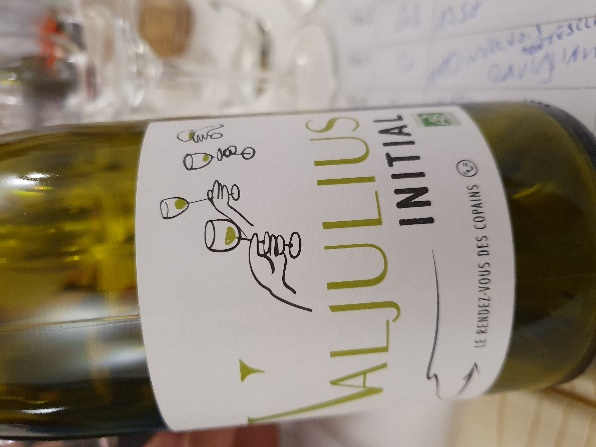 VALJULIUS
INITIAL
LE RENDEZ-VOUS DES COPAINS